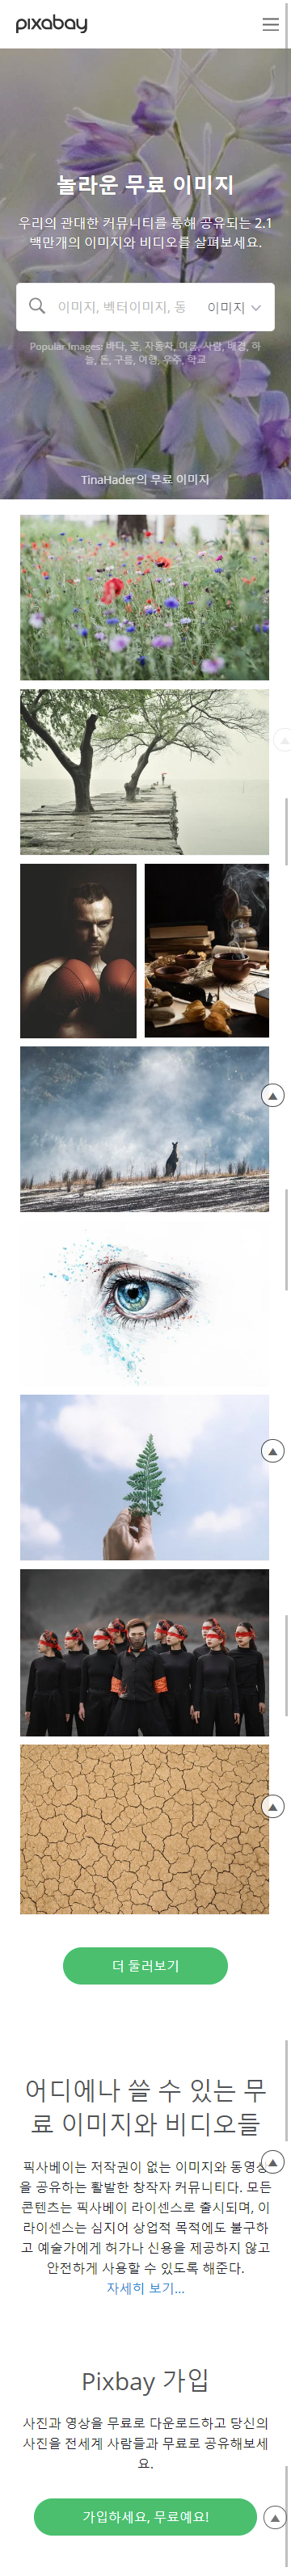 pixabay
놀라운 무료 이미지
우리의 관대한 커뮤니티를 통해 공유되는 2.1
백만개의 이미지와 비디오를 살펴보세요.
이미지, 벡터이미지, 동 이미지
Popular Images: 바다, 꽃, 자동차, 여름, 사람, 배경, 하
늘, 돈, 구름, 여행, 우주, 학교
TinaHader의 무료 이미지
더 둘러보기
어디에나 쓸 수 있는 무
료 이미지와 비디오들
픽사베이는 저작권이 없는 이미지와 동영상
을 공유하는 활발한 창작자 커뮤니티다. 모든
콘텐츠는 픽사베이 라이센스로 출시되며, 이
라이센스는 심지어 상업적 목적에도 불구하
고 예술가에게 허가나 신용을 제공하지 않고
안전하게 사용할 수 있도록 해준다.
자세히 보기...
Pixbay 가입
사진과 영상을 무료로 다운로드하고 당신의
사진을 전세계 사람들과 무료로 공유해보세
요.
가입하세요, 무료예요!